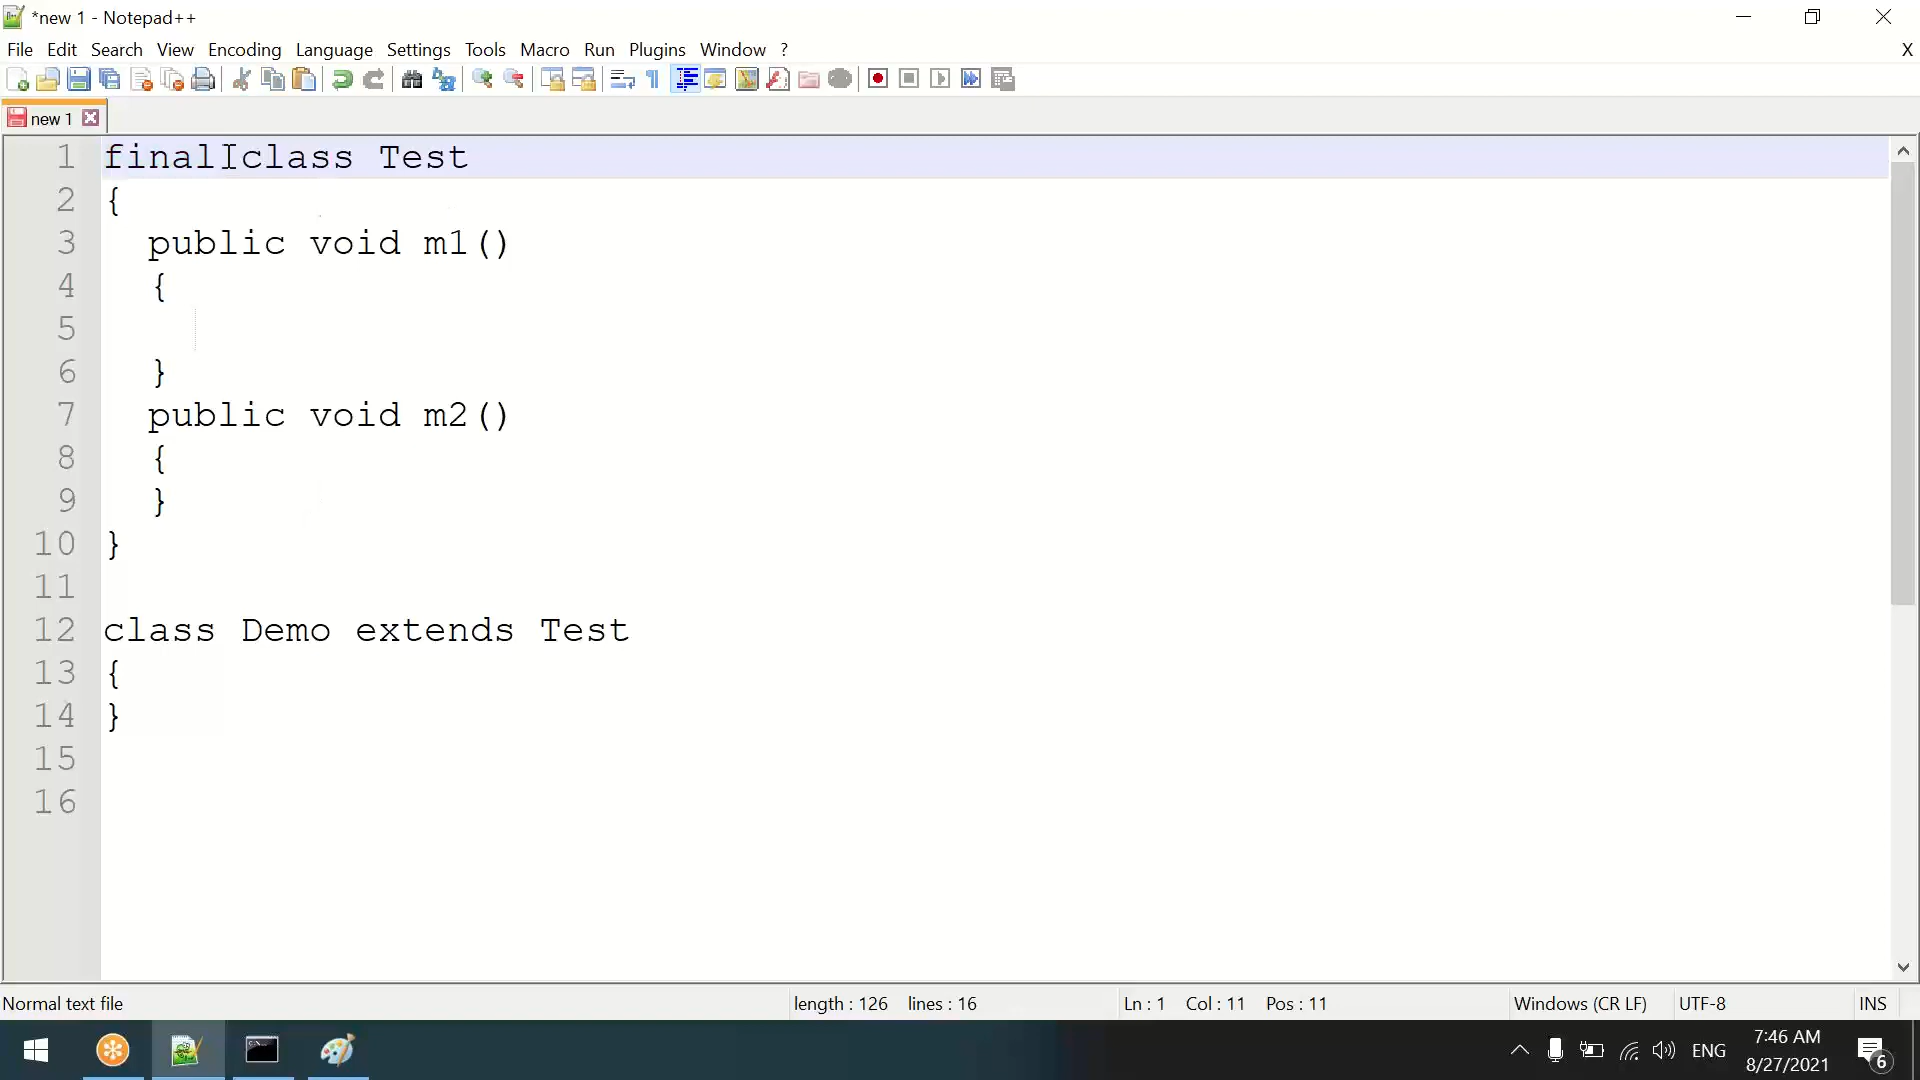 *new 1 - Notepad++
File Edit Search View Encoding Language Settings Tools Macro Run Plugins Window ? X
new 1
1 final class Test
2 {
3 public void m1()
4 {
5
6 }
7 public void m2()
8 {
9 }
10 }
11
12 class Demo extends Test
13 {
14 }
15
16
Normal text file length : 126 lines : 16 Ln : 1 Col : 11 Pos : 11 Windows (CR LF) UTF-8 INS
ENG 7:46 AM
8/27/2021 6